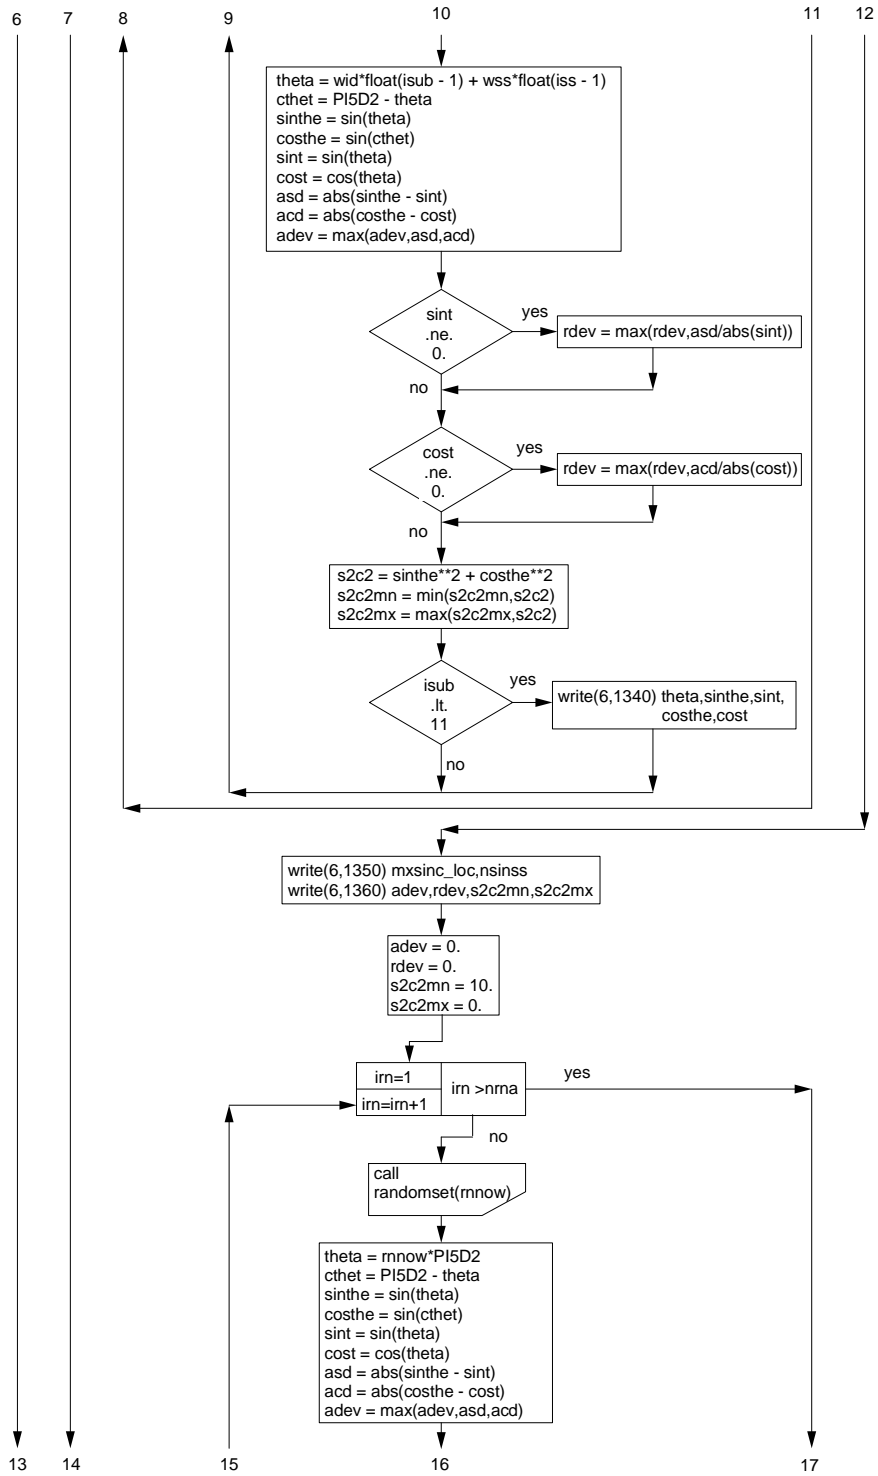 6 7 8 9 10 11 12
theta = wid*float(isub - 1) + wss*float(iss - 1)
cthet = PI5D2 - theta
sinthe = sin(theta)
costhe = sin(cthet)
sint = sin(theta)
cost = cos(theta)
asd = abs(sinthe - sint)
acd = abs(costhe - cost)
adev = max(adev,asd,acd)
sint
.ne.
0.
yes
rdev = max(rdev,asd/abs(sint))
no
cost
.ne.
0.
yes
rdev = max(rdev,acd/abs(cost))
no
s2c2 = sinthe**2 + costhe**2
s2c2mn = min(s2c2mn,s2c2)
s2c2mx = max(s2c2mx,s2c2)
isub
.lt.
11
yes
write(6,1340) theta,sinthe,sint,
costhe,cost
no
write(6,1350) mxsinc_loc,nsinss
write(6,1360) adev,rdev,s2c2mn,s2c2mx
adev = 0.
rdev = 0.
s2c2mn = 10.
s2c2mx = 0.
irn=1
irn=irn+1
irn >nrna
yes
no
call
randomset(rnnow)
theta = rnnow*PI5D2
cthet = PI5D2 - theta
sinthe = sin(theta)
costhe = sin(cthet)
sint = sin(theta)
cost = cos(theta)
asd = abs(sinthe - sint)
acd = abs(costhe - cost)
adev = max(adev,asd,acd)
13 14 15 16 17